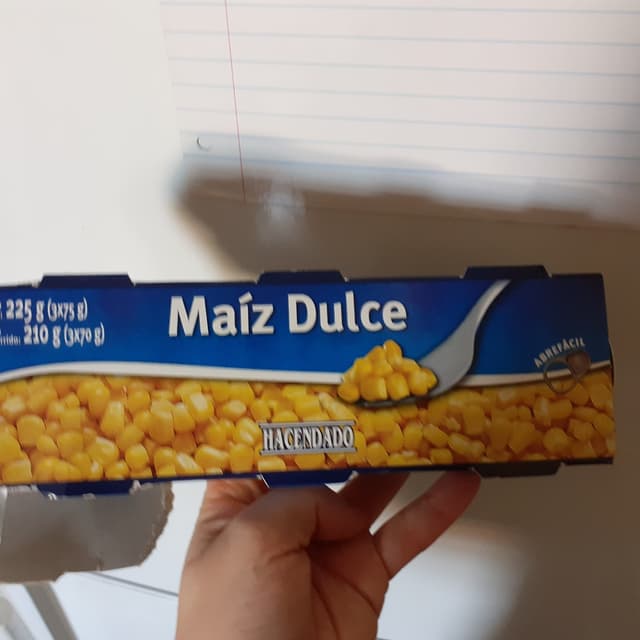 225 g (3x75 g)
210 g (3x70 g)
Maíz Dulce
ABREFÁCIL
HACENDADO